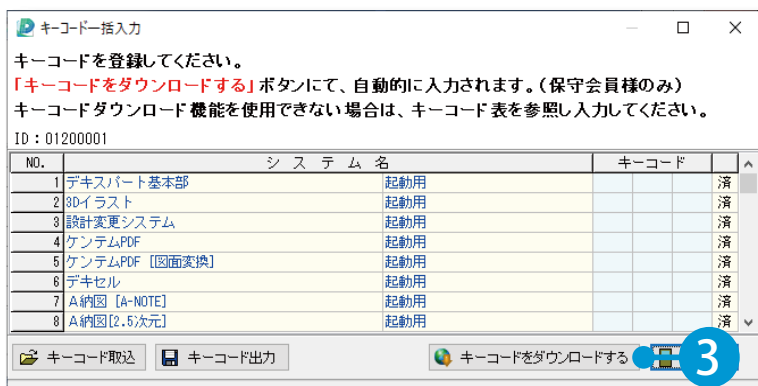 キーコード一括入力
キーコードを登録してください。
「キーコードをダウンロードする」ボタンにて、自動的に入力されます。(保守会員様のみ)
キーコードダウンロード機能を使用できない場合は、キーコード表を参照し入力してください。
ID:01200001
NO. システム名 キーコード
1 デキスパート基本部 起動用 済
2 3Dイラスト 起動用 済
3 設計変更システム 起動用 済
4 ケンテムPDF 起動用 済
5 ケンテムPDF [図面変換] 起動用 済
6 デキセル 起動用 済
7 A納図 [A-NOTE] 起動用 済
8 A納図[2.5次元] 起動用 済
キーコード取込 キーコード出力 キーコードをダウンロードする 3